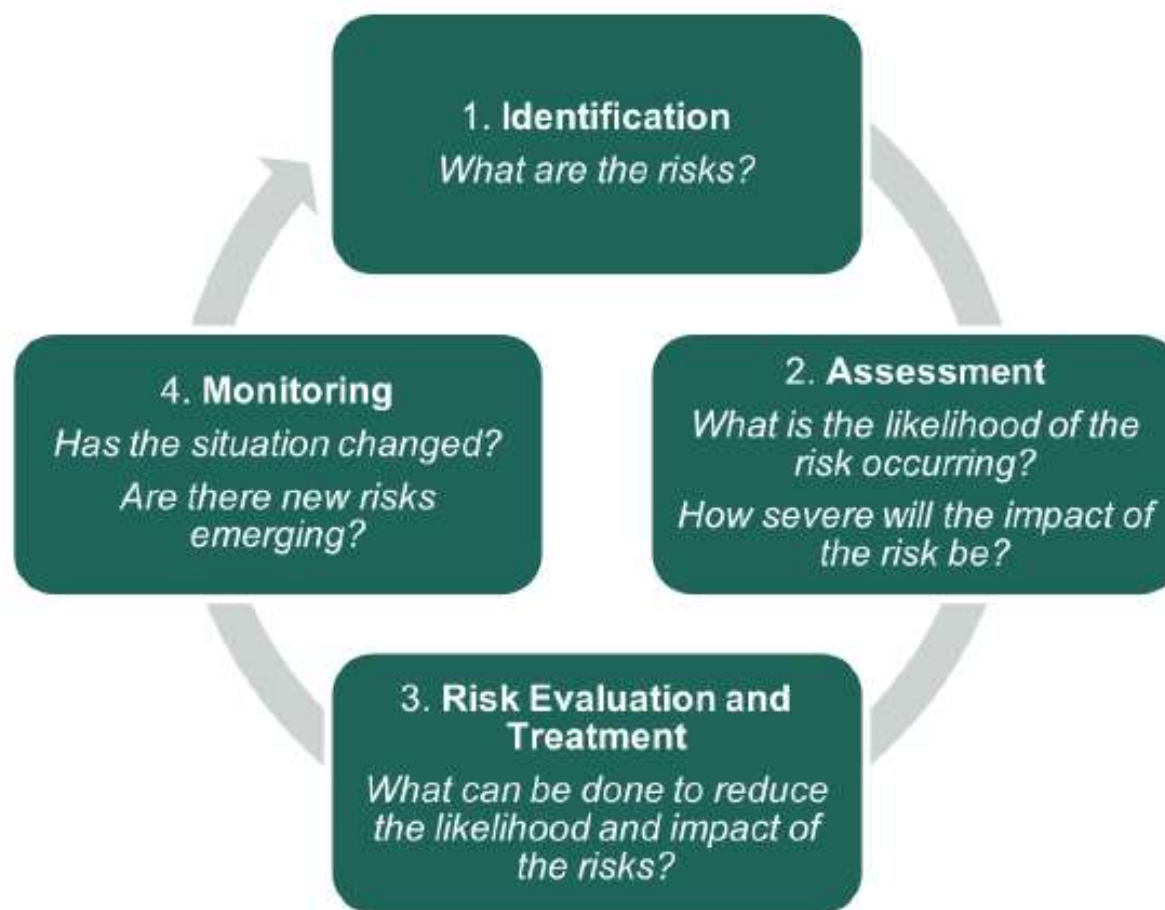 1. Identification
What are the risks?
2. Assessment
What is the likelihood of the
risk occurring?
How severe will the impact of
the risk be?
3. Risk Evaluation and
Treatment
What can be done to reduce
the likelihood and impact of
the risks?
4. Monitoring
Has the situation changed?
Are there new risks
emerging?